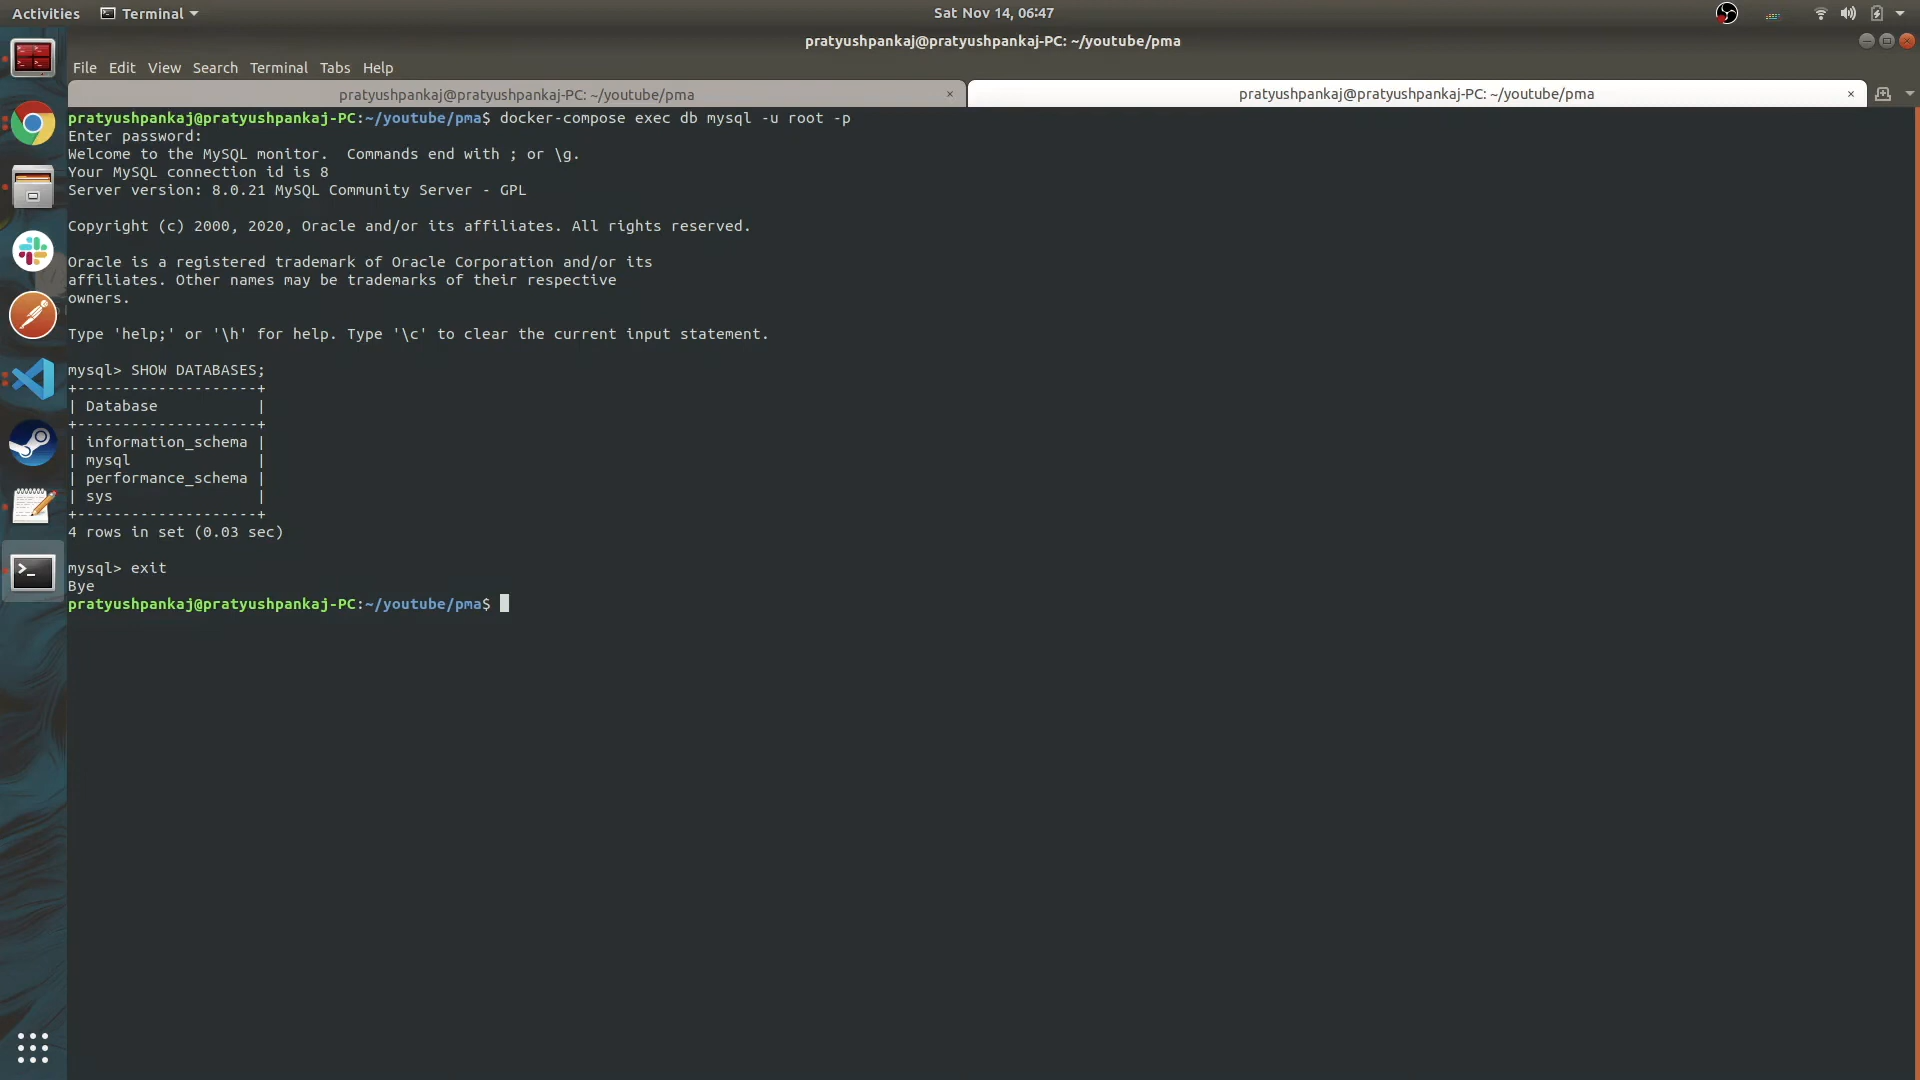 Activities Terminal Sat Nov 14, 06:47
pratyushpankaj@pratyushpankaj-PC: ~/youtube/pma
File Edit View Search Terminal Tabs Help
pratyushpankaj@pratyushpankaj-PC: ~/youtube/pma × pratyushpankaj@pratyushpankaj-PC: ~/youtube/pma ×
pratyushpankaj@pratyushpankaj-PC:~/youtube/pma$ docker-compose exec db mysql -u root -p
Enter password:
Welcome to the MySQL monitor.  Commands end with ; or \g.
Your MySQL connection id is 8
Server version: 8.0.21 MySQL Community Server - GPL
Copyright (c) 2000, 2020, Oracle and/or its affiliates. All rights reserved.
Oracle is a registered trademark of Oracle Corporation and/or its
affiliates. Other names may be trademarks of their respective
owners.
Type 'help;' or '\h' for help. Type '\c' to clear the current input statement.
mysql> SHOW DATABASES;
+--------------------+
| Database           |
+--------------------+
| information_schema |
| mysql              |
| performance_schema |
| sys                |
+--------------------+
4 rows in set (0.03 sec)
mysql> exit
Bye
pratyushpankaj@pratyushpankaj-PC:~/youtube/pma$